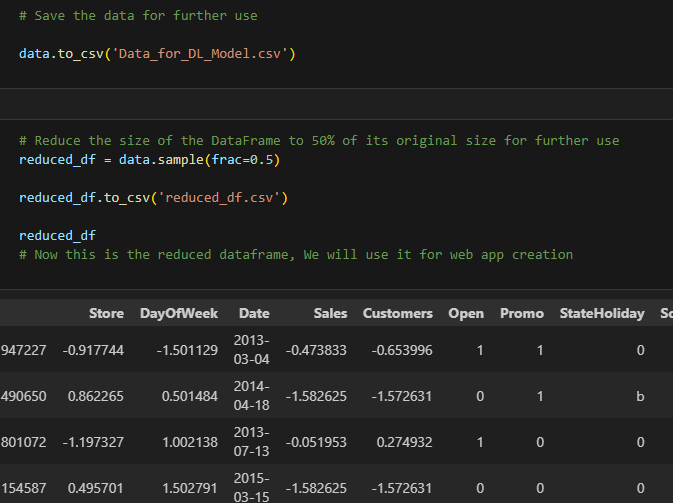 # Save the data for further use
data.to_csv('Data_for_DL_Model.csv')
# Reduce the size of the DataFrame to 50% of its original size for further use
reduced_df = data.sample(frac=0.5)
reduced_df.to_csv('reduced_df.csv')
reduced_df
# Now this is the reduced dataframe, We will use it for web app creation
Store DayOfWeek Date Sales Customers Open Promo StateHoliday
947227 -0.917744 -1.501129 2013-03-04 -0.473833 -0.653996 1 1 0
490650 0.862265 0.501484 2014-04-18 -1.582625 -1.572631 0 1 b
801072 -1.197327 1.002138 2013-07-13 -0.051953 0.274932 1 0 0
154587 0.495701 1.502791 2015-03-15 -1.582625 -1.572631 0 0 0